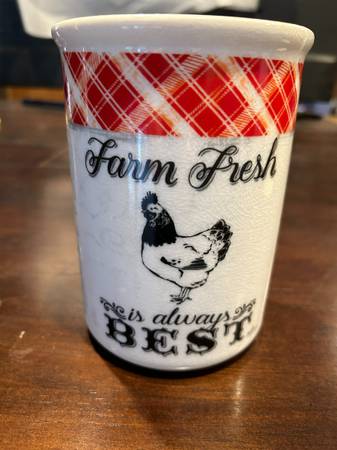 Farm Fresh
is always
BEST